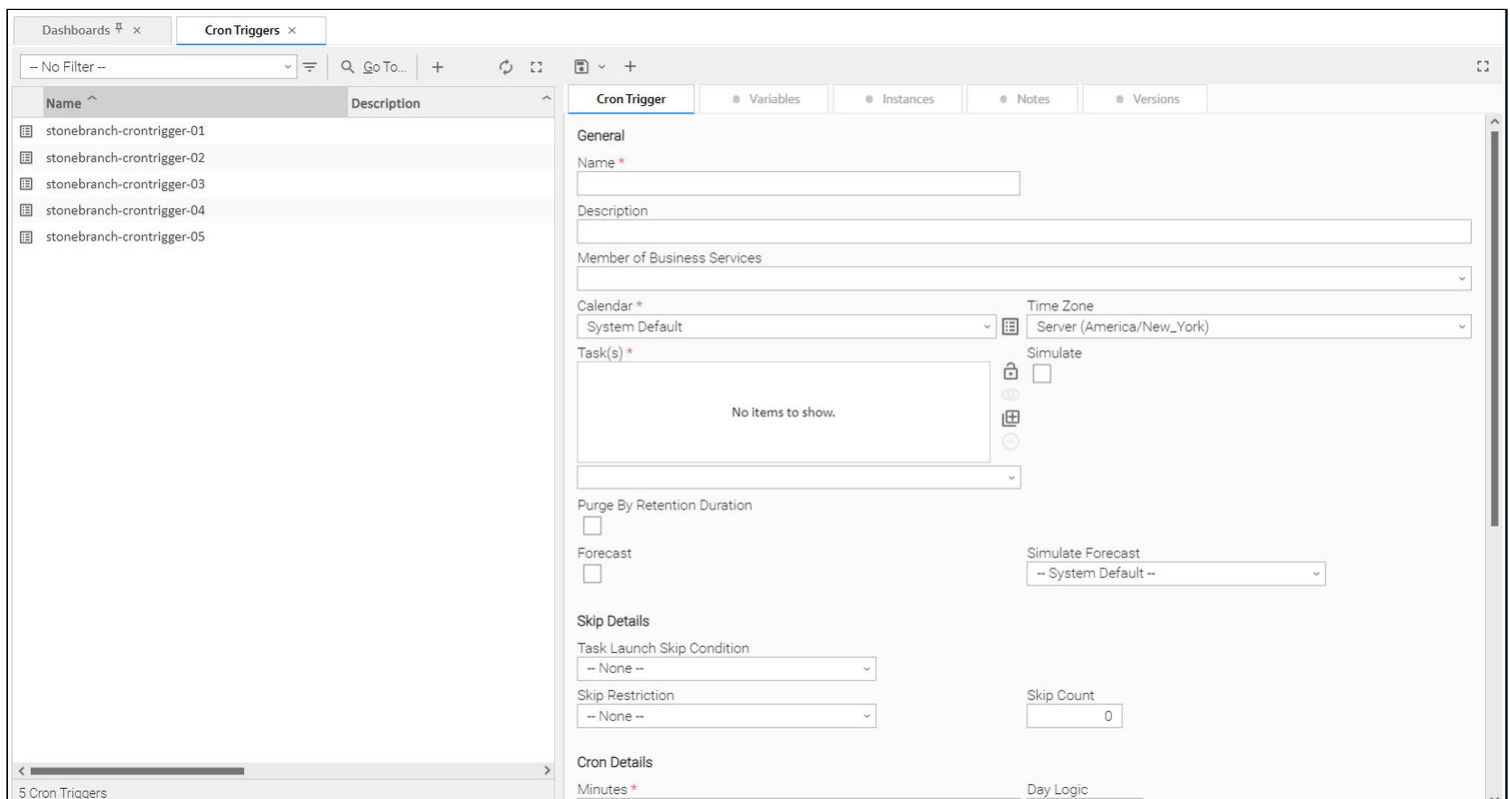 Dashboards
Cron Triggers
-- No Filter --
Go To...
Name
Description
stonebranch-crontrigger-01
stonebranch-crontrigger-02
stonebranch-crontrigger-03
stonebranch-crontrigger-04
stonebranch-crontrigger-05
5 Cron Triggers
Cron Trigger
Variables
Instances
Notes
Versions
General
Name *
Description
Member of Business Services
Calendar *
Time Zone
System Default
Server (America/New_York)
Task(s) *
Simulate
No items to show.
Purge By Retention Duration
Forecast
Simulate Forecast
-- System Default --
Skip Details
Task Launch Skip Condition
-- None --
Skip Restriction
Skip Count
-- None --
0
Cron Details
Minutes *
Day Logic